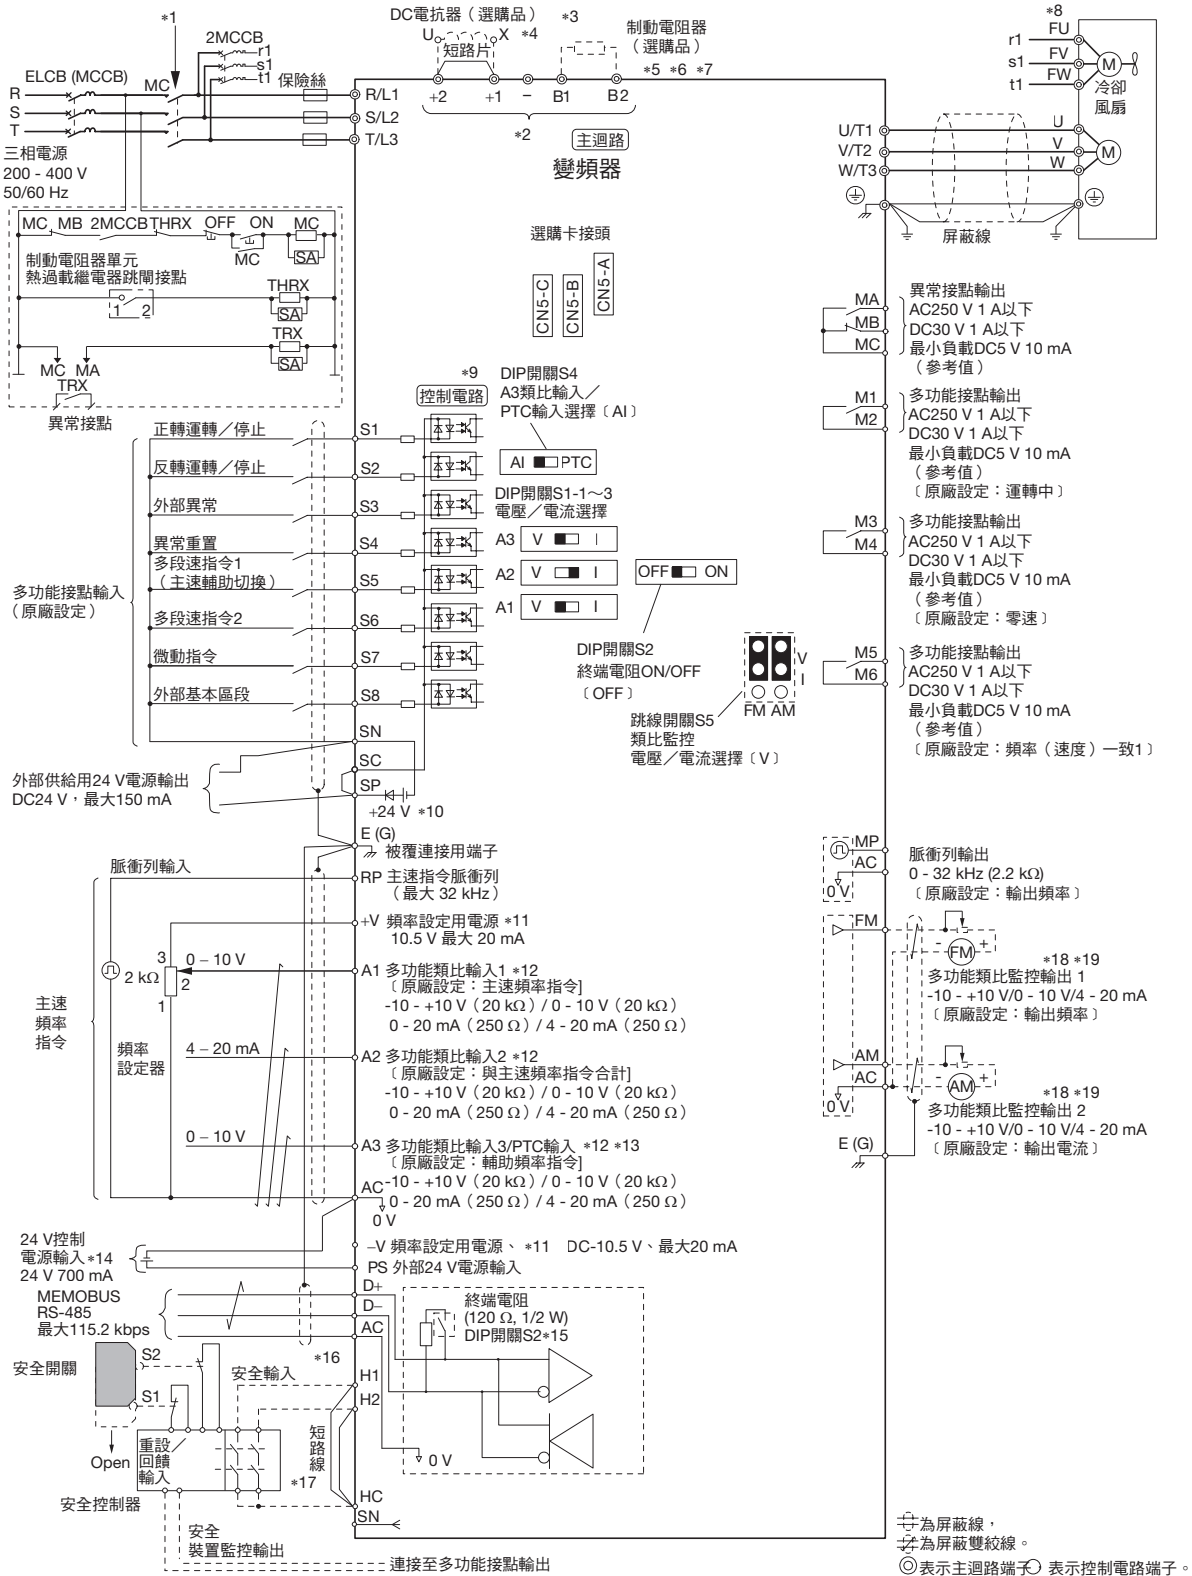 *1
2MCCB
r1
s1
t1
ELCB (MCCB)
MC
保險絲
R
S
T
三相電源
200 - 400 V
50/60 Hz
R/L1
S/L2
T/L3
DC電抗器（選購品）
U X *4
短路片
+2 +1 − B1 B2
*2
*3
制動電阻器
（選購品）
*5 *6 *7
主迴路
變頻器
*8
FU
FV
FW
r1
s1
t1
M
冷卻
風扇
U/T1
V/T2
W/T3
U
V
W
M
屏蔽線
MC MB 2MCCB THRX OFF ON MC
MC
SA
制動電阻器單元
熱過載繼電器跳閘接點
1 2
THRX
SA
TRX
SA
MC MA
TRX
異常接點
選購卡接頭
CN5-C
CN5-B
CN5-A
MA
MB
MC
異常接點輸出
AC250 V 1 A以下
DC30 V 1 A以下
最小負載DC5 V 10 mA
（參考值）
M1
M2
多功能接點輸出
AC250 V 1 A以下
DC30 V 1 A以下
最小負載DC5 V 10 mA
（參考值）
〔原廠設定：運轉中〕
M3
M4
多功能接點輸出
AC250 V 1 A以下
DC30 V 1 A以下
最小負載DC5 V 10 mA
（參考值）
〔原廠設定：零速〕
M5
M6
多功能接點輸出
AC250 V 1 A以下
DC30 V 1 A以下
最小負載DC5 V 10 mA
（參考值）
〔原廠設定：頻率（速度）一致1〕
*9
控制電路
DIP開關S4
A3類比輸入／
PTC輸入選擇〔AI〕
AI PTC
DIP開關S1-1～3
電壓／電流選擇
A3 V I
A2 V I
A1 V I
OFF ON
DIP開關S2
終端電阻ON/OFF
〔OFF〕
V
I
FM AM
跳線開關S5
類比監控
電壓／電流選擇〔V〕
多功能接點輸入
（原廠設定）
正轉運轉／停止 S1
反轉運轉／停止 S2
外部異常 S3
異常重置 S4
多段速指令1
（主速輔助切換） S5
多段速指令2 S6
微動指令 S7
外部基本區段 S8
SN
SC
SP
+24 V *10
外部供給用24 V電源輸出
DC24 V，最大150 mA
E (G)
被覆連接用端子
脈衝列輸入
RP 主速指令脈衝列
（最大 32 kHz）
+V 頻率設定用電源 *11
10.5 V 最大 20 mA
主速
頻率
指令
2 kΩ
3
2
1
頻率
設定器
0 – 10 V
A1 多功能類比輸入1 *12
〔原廠設定：主速頻率指令]
-10 - +10 V（20 kΩ）/ 0 - 10 V（20 kΩ）
0 - 20 mA（250 Ω）/ 4 - 20 mA（250 Ω）
4 – 20 mA
A2 多功能類比輸入2 *12
〔原廠設定：與主速頻率指令合計]
-10 - +10 V（20 kΩ）/ 0 - 10 V（20 kΩ）
0 - 20 mA（250 Ω）/ 4 - 20 mA（250 Ω）
0 – 10 V
A3 多功能類比輸入3/PTC輸入 *12 *13
〔原廠設定：輔助頻率指令]
-10 - +10 V（20 kΩ）/ 0 - 10 V（20 kΩ）
AC
0 - 20 mA（250 Ω）/ 4 - 20 mA（250 Ω）
0 V
–V 頻率設定用電源、 *11 DC-10.5 V、最大20 mA
PS 外部24 V電源輸入
24 V控制
電源輸入*14
24 V 700 mA
MP
AC
0 V
脈衝列輸出
0 - 32 kHz (2.2 kΩ)
〔原廠設定：輸出頻率〕
FM
- FM +
*18 *19
多功能類比監控輸出 1
-10 - +10 V/0 - 10 V/4 - 20 mA
〔原廠設定：輸出頻率〕
AM
AC
0 V
- AM +
*18 *19
多功能類比監控輸出 2
-10 - +10 V/0 - 10 V/4 - 20 mA
〔原廠設定：輸出電流〕
E (G)
MEMOBUS
RS-485
最大115.2 kbps
D+
D−
AC
*16
終端電阻
(120 Ω, 1/2 W)
DIP開關S2*15
0 V
安全開關
S2
S1
Open
安全輸入
H1
H2
短路線
重設／
回饋
輸入
*17
安全控制器
HC
SN
安全
裝置監控輸出
連接至多功能接點輸出
為屏蔽線，
為屏蔽雙絞線。
◎表示主迴路端子○ 表示控制電路端子。